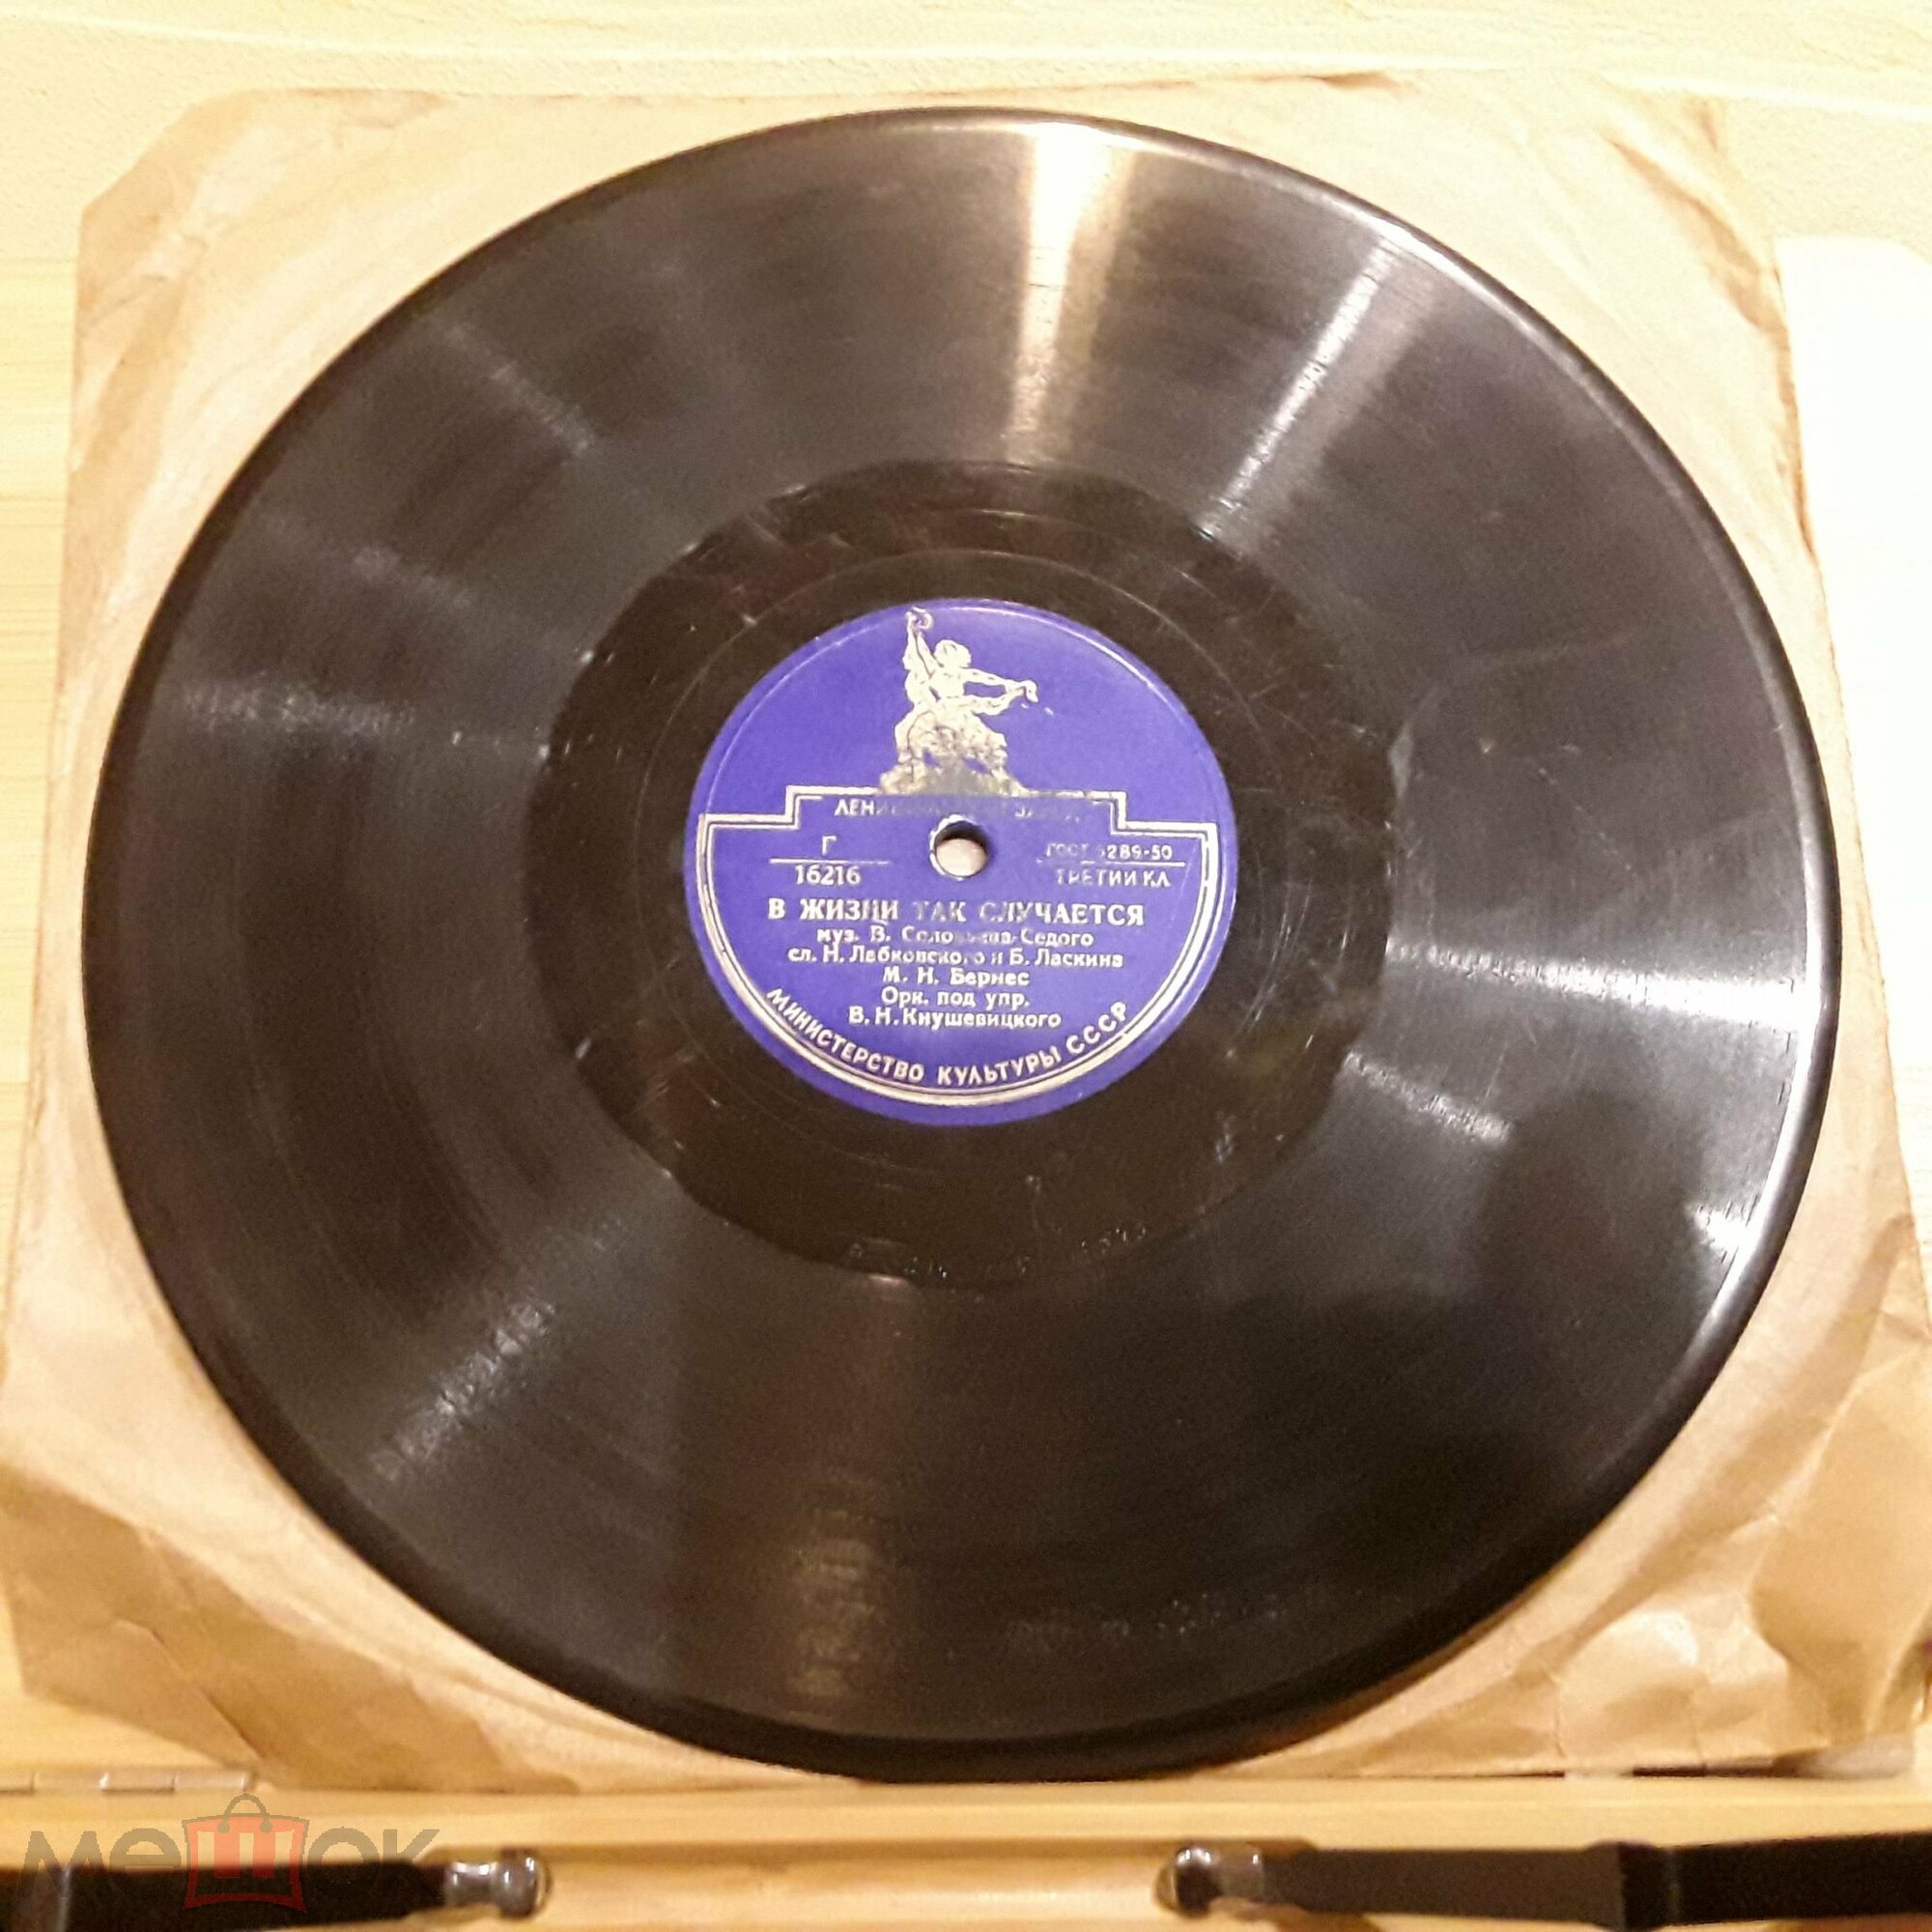 Г
ГОСТ 5289-50
16216
ТРЕТИЙ КЛ
В ЖИЗНИ ТАК СЛУЧАЕТСЯ
муз. В. Соловьева-Седого
сл. Н. Лабковского и Б. Ласкина
М. Н. Бернес
Орк. под упр.
В. Н. Кнушевицкого
МИНИСТЕРСТВО КУЛЬТУРЫ СССР
мешок